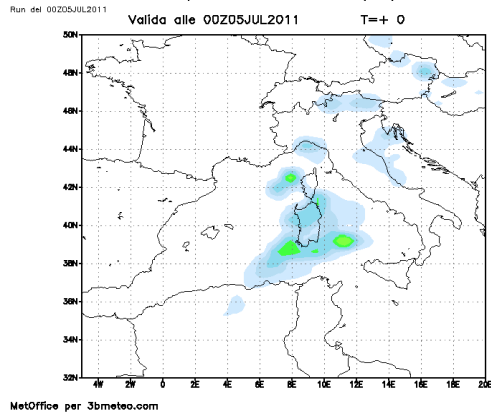 Run del 00Z05JUL2011
Valida alle 00Z05JUL2011 T=+ 0
50N
48N
46N
44N
42N
40N
38N
36N
34N
32N
4W 2W 0 2E 4E 6E 8E 10E 12E 14E 16E 18E 20E
MetOffice per 3bmeteo.com